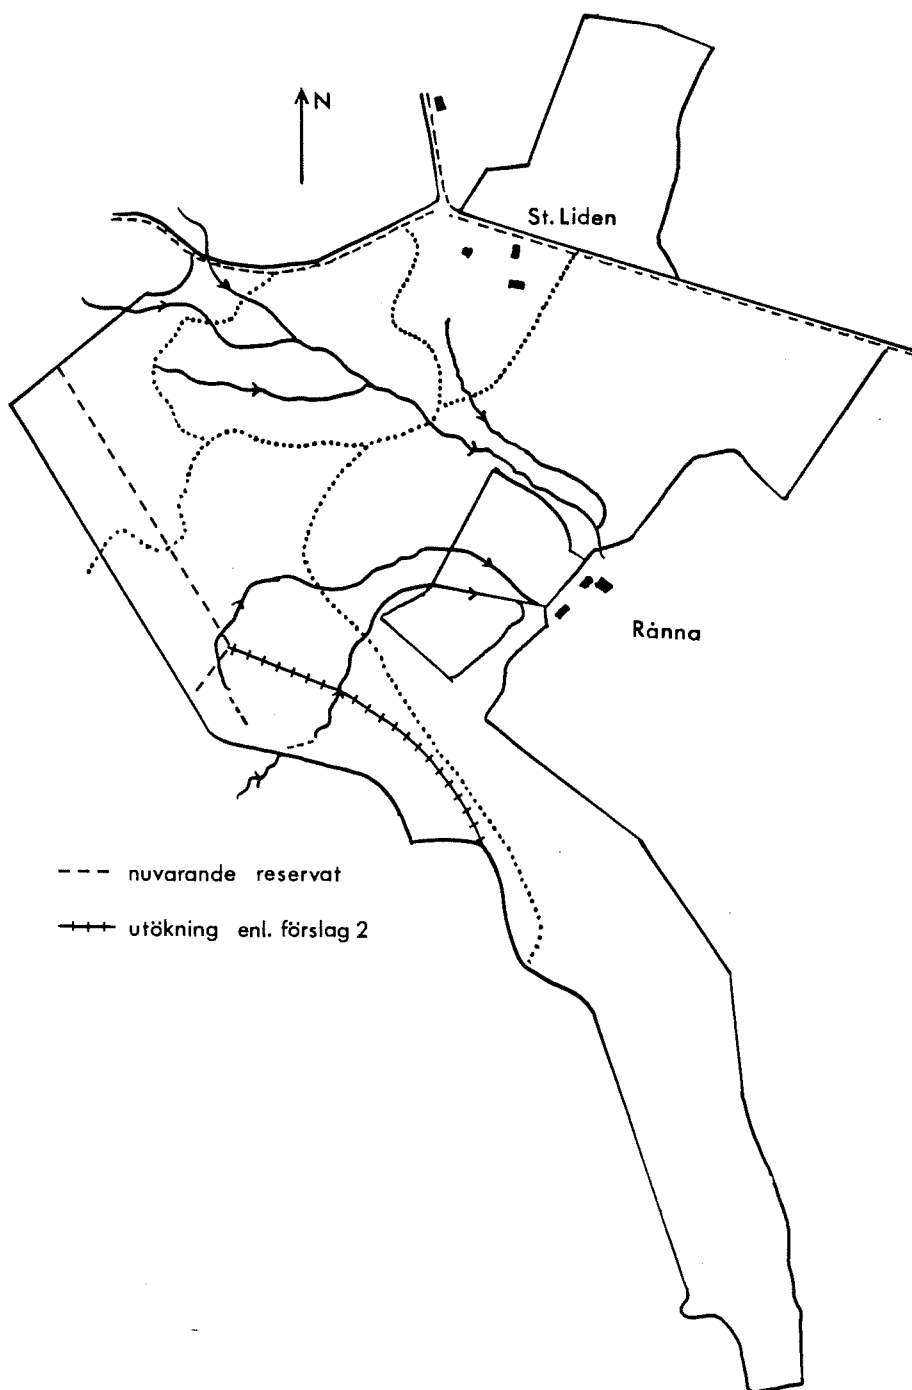 N
St. Liden
Rånna
--- nuvarande reservat
utökning enl. förslag 2